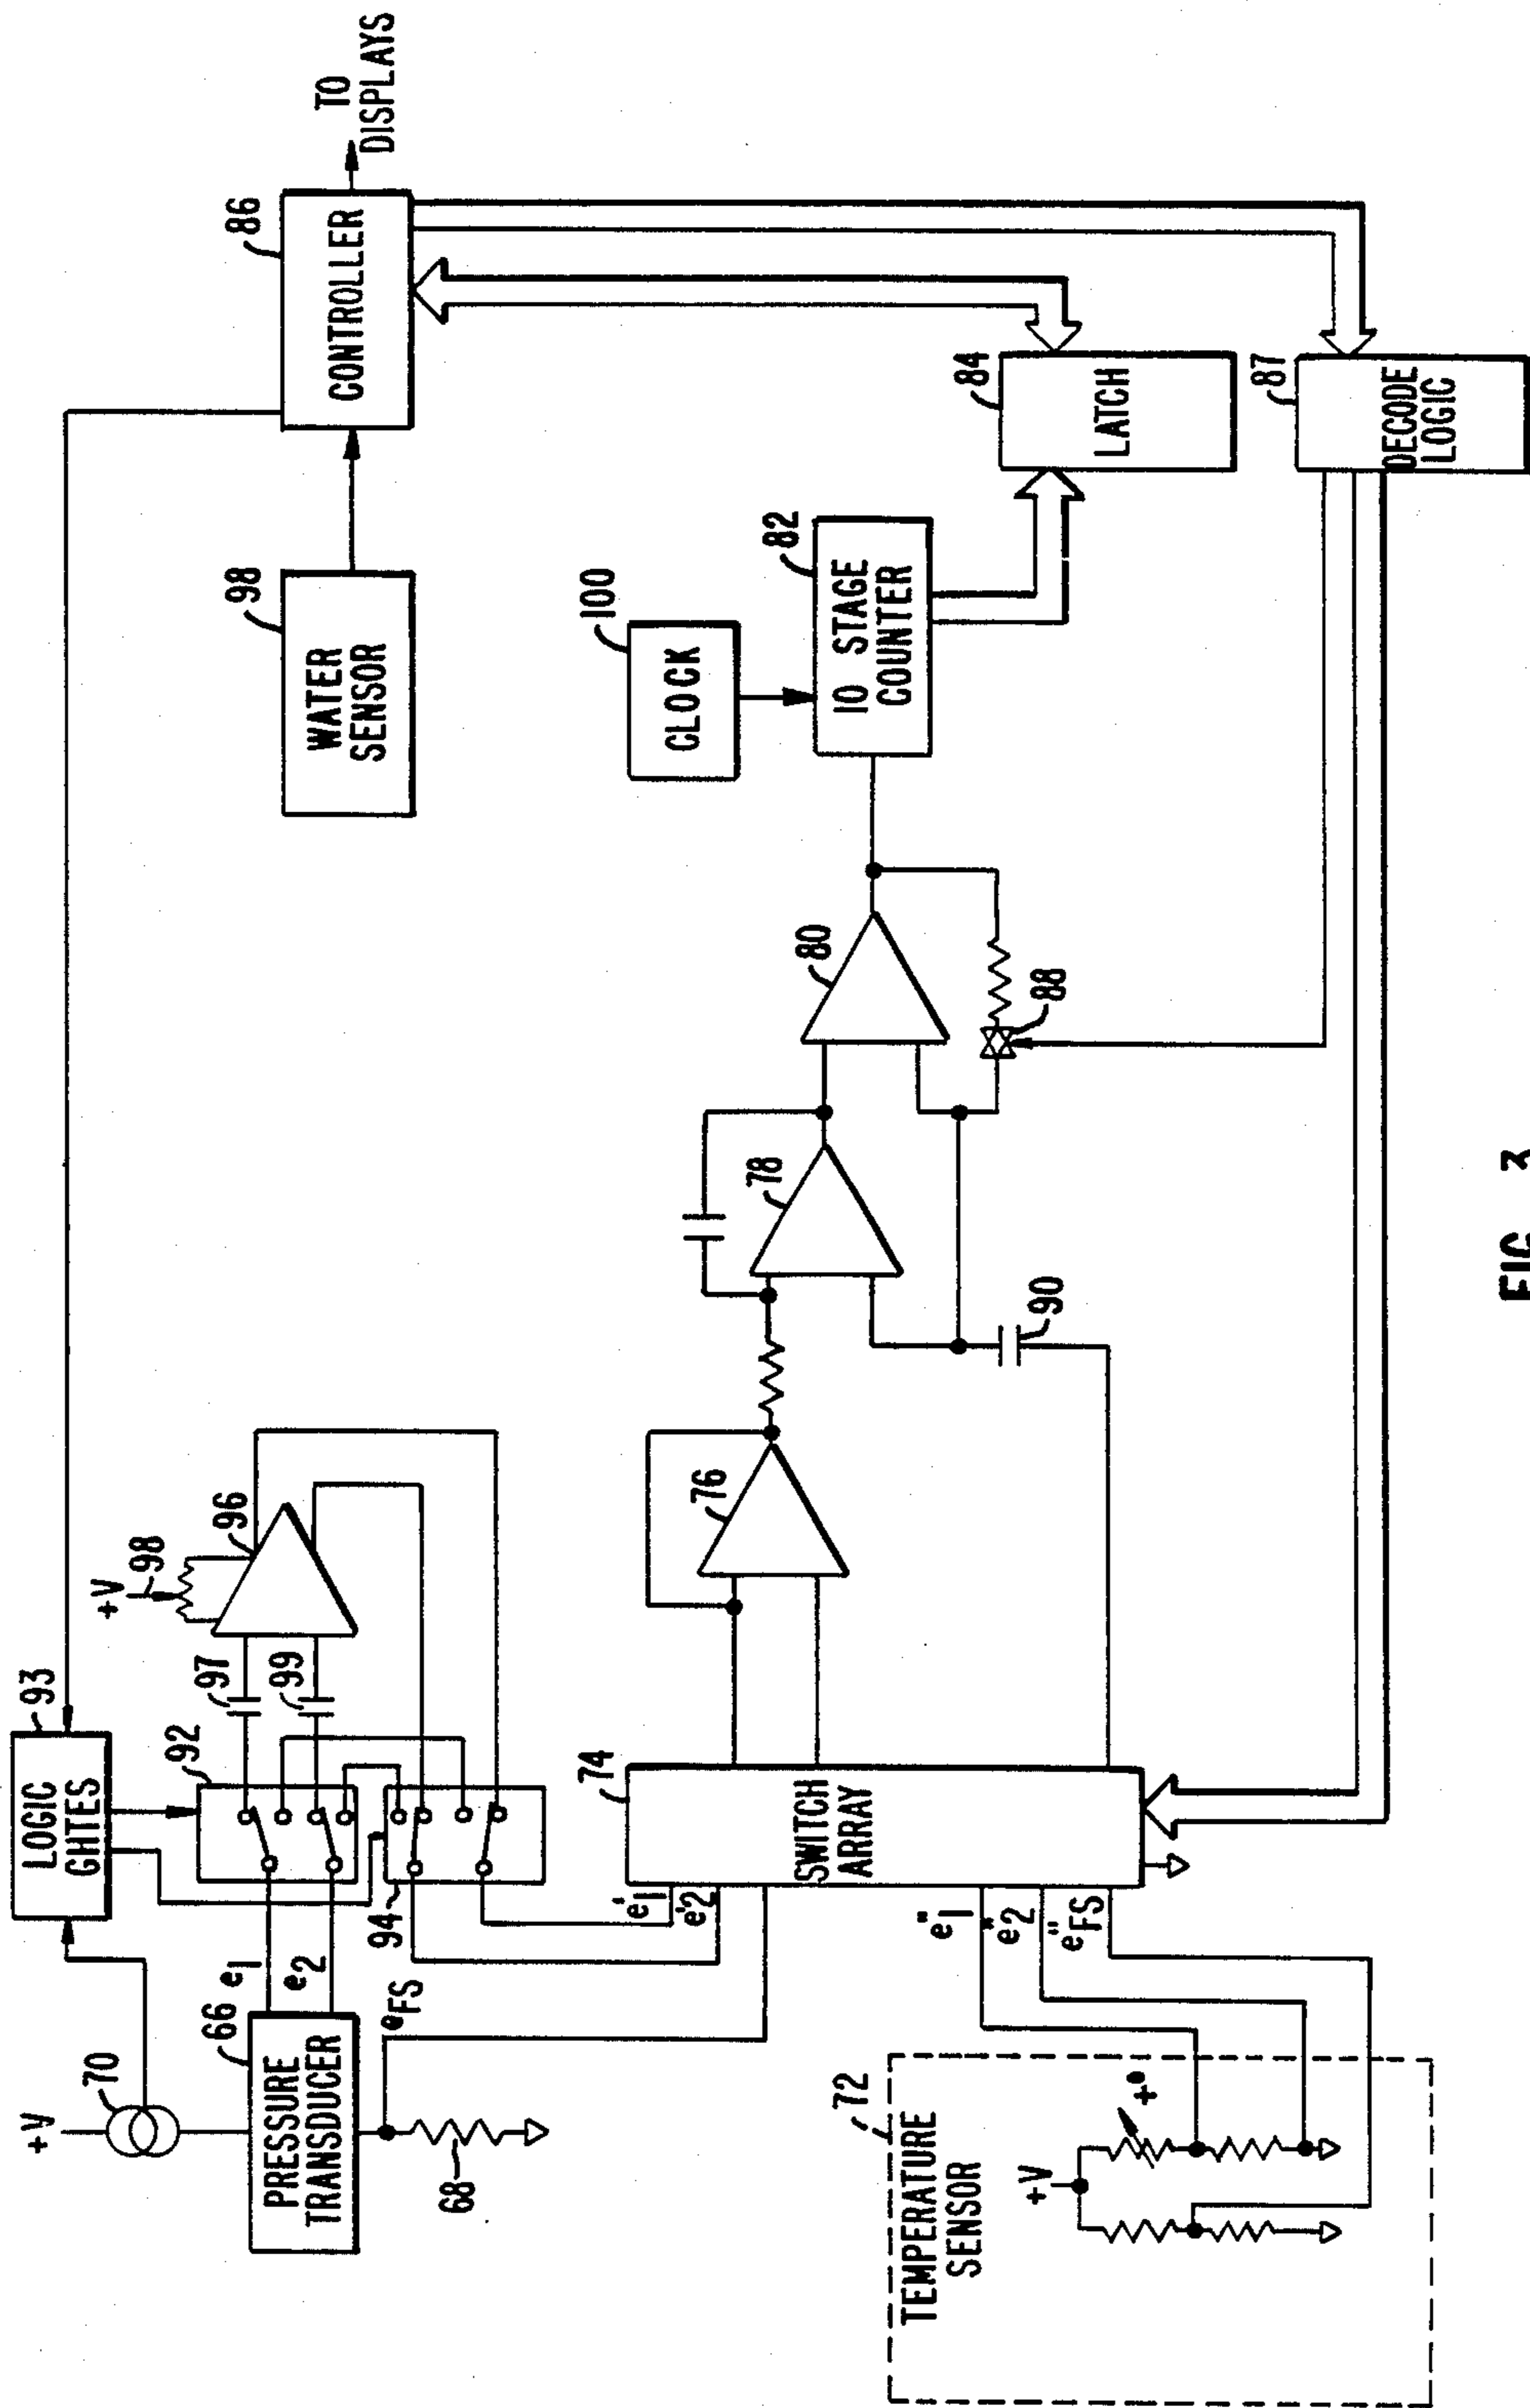 +V
70
66
PRESSURE
TRANSDUCER
68
e1
e2
eFS
LOGIC
GHTES
93
92
94
97
99
+V
98
96
e'1
e'2
74
SWITCH
ARRAY
e"1
e"2
e"FS
72
TEMPERATURE
SENSOR
+V
+°
76
78
80
88
90
98
WATER
SENSOR
86
CONTROLLER
TO
DISPLAYS
100
CLOCK
82
10 STAGE
COUNTER
84
LATCH
87
DECODE
LOGIC
FIG. 3